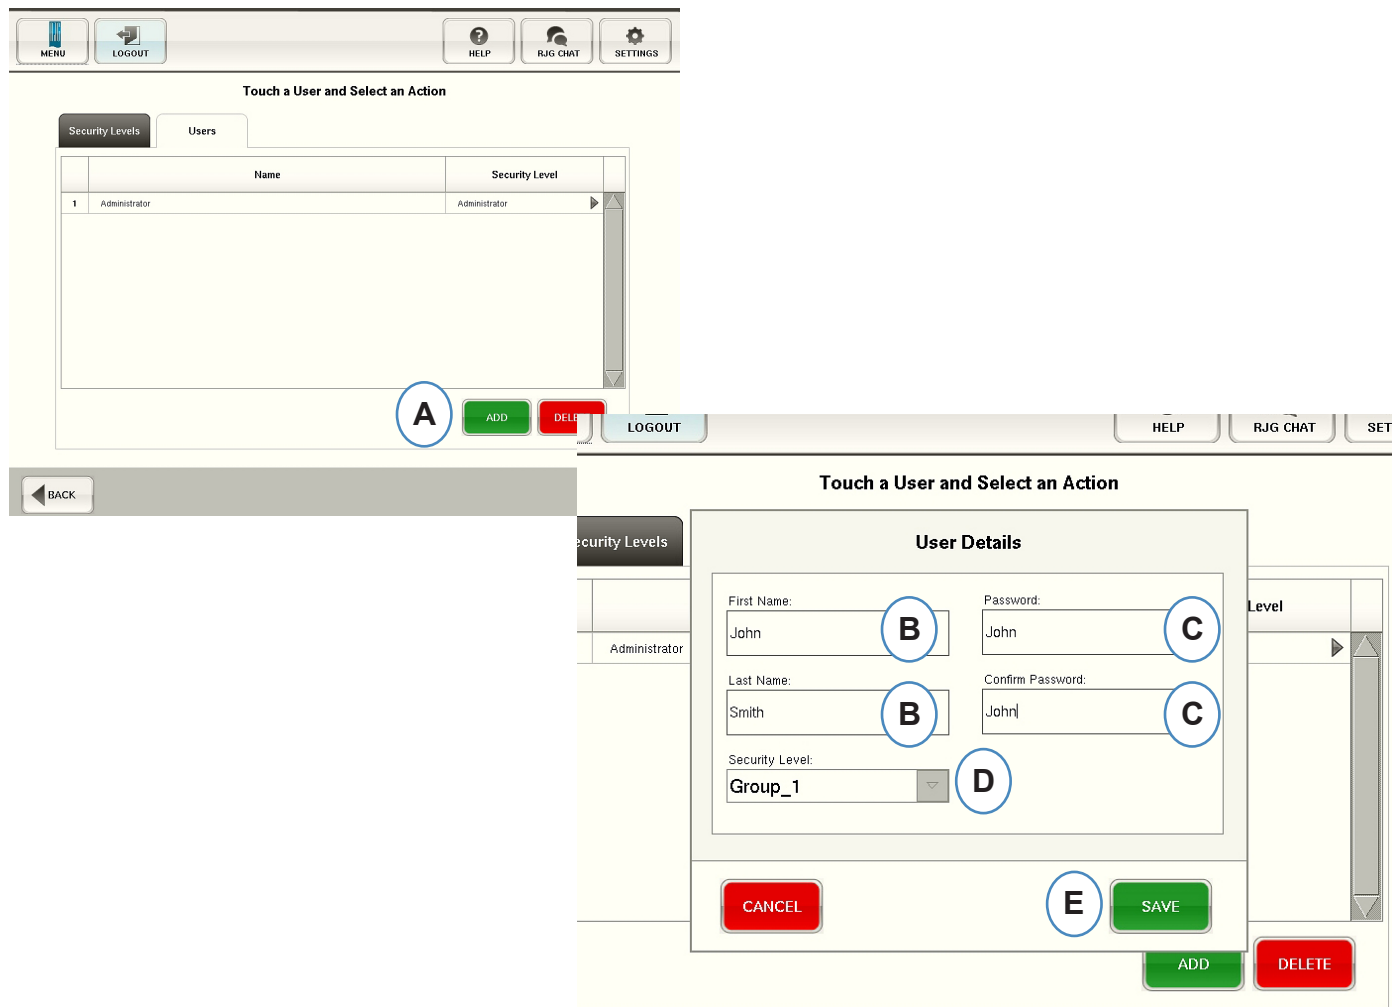 MENU
LOGOUT
HELP
RJG CHAT
SETTINGS
Touch a User and Select an Action
Security Levels
Users
Name
Security Level
1
Administrator
Administrator
A
ADD
DELE
BACK
LOGOUT
HELP
RJG CHAT
SET
Touch a User and Select an Action
ecurity Levels
User Details
Level
Administrator
First Name:
John
B
Password:
John
C
Last Name:
Smith
B
Confirm Password:
John
C
Security Level:
Group_1
D
CANCEL
E
SAVE
ADD
DELETE